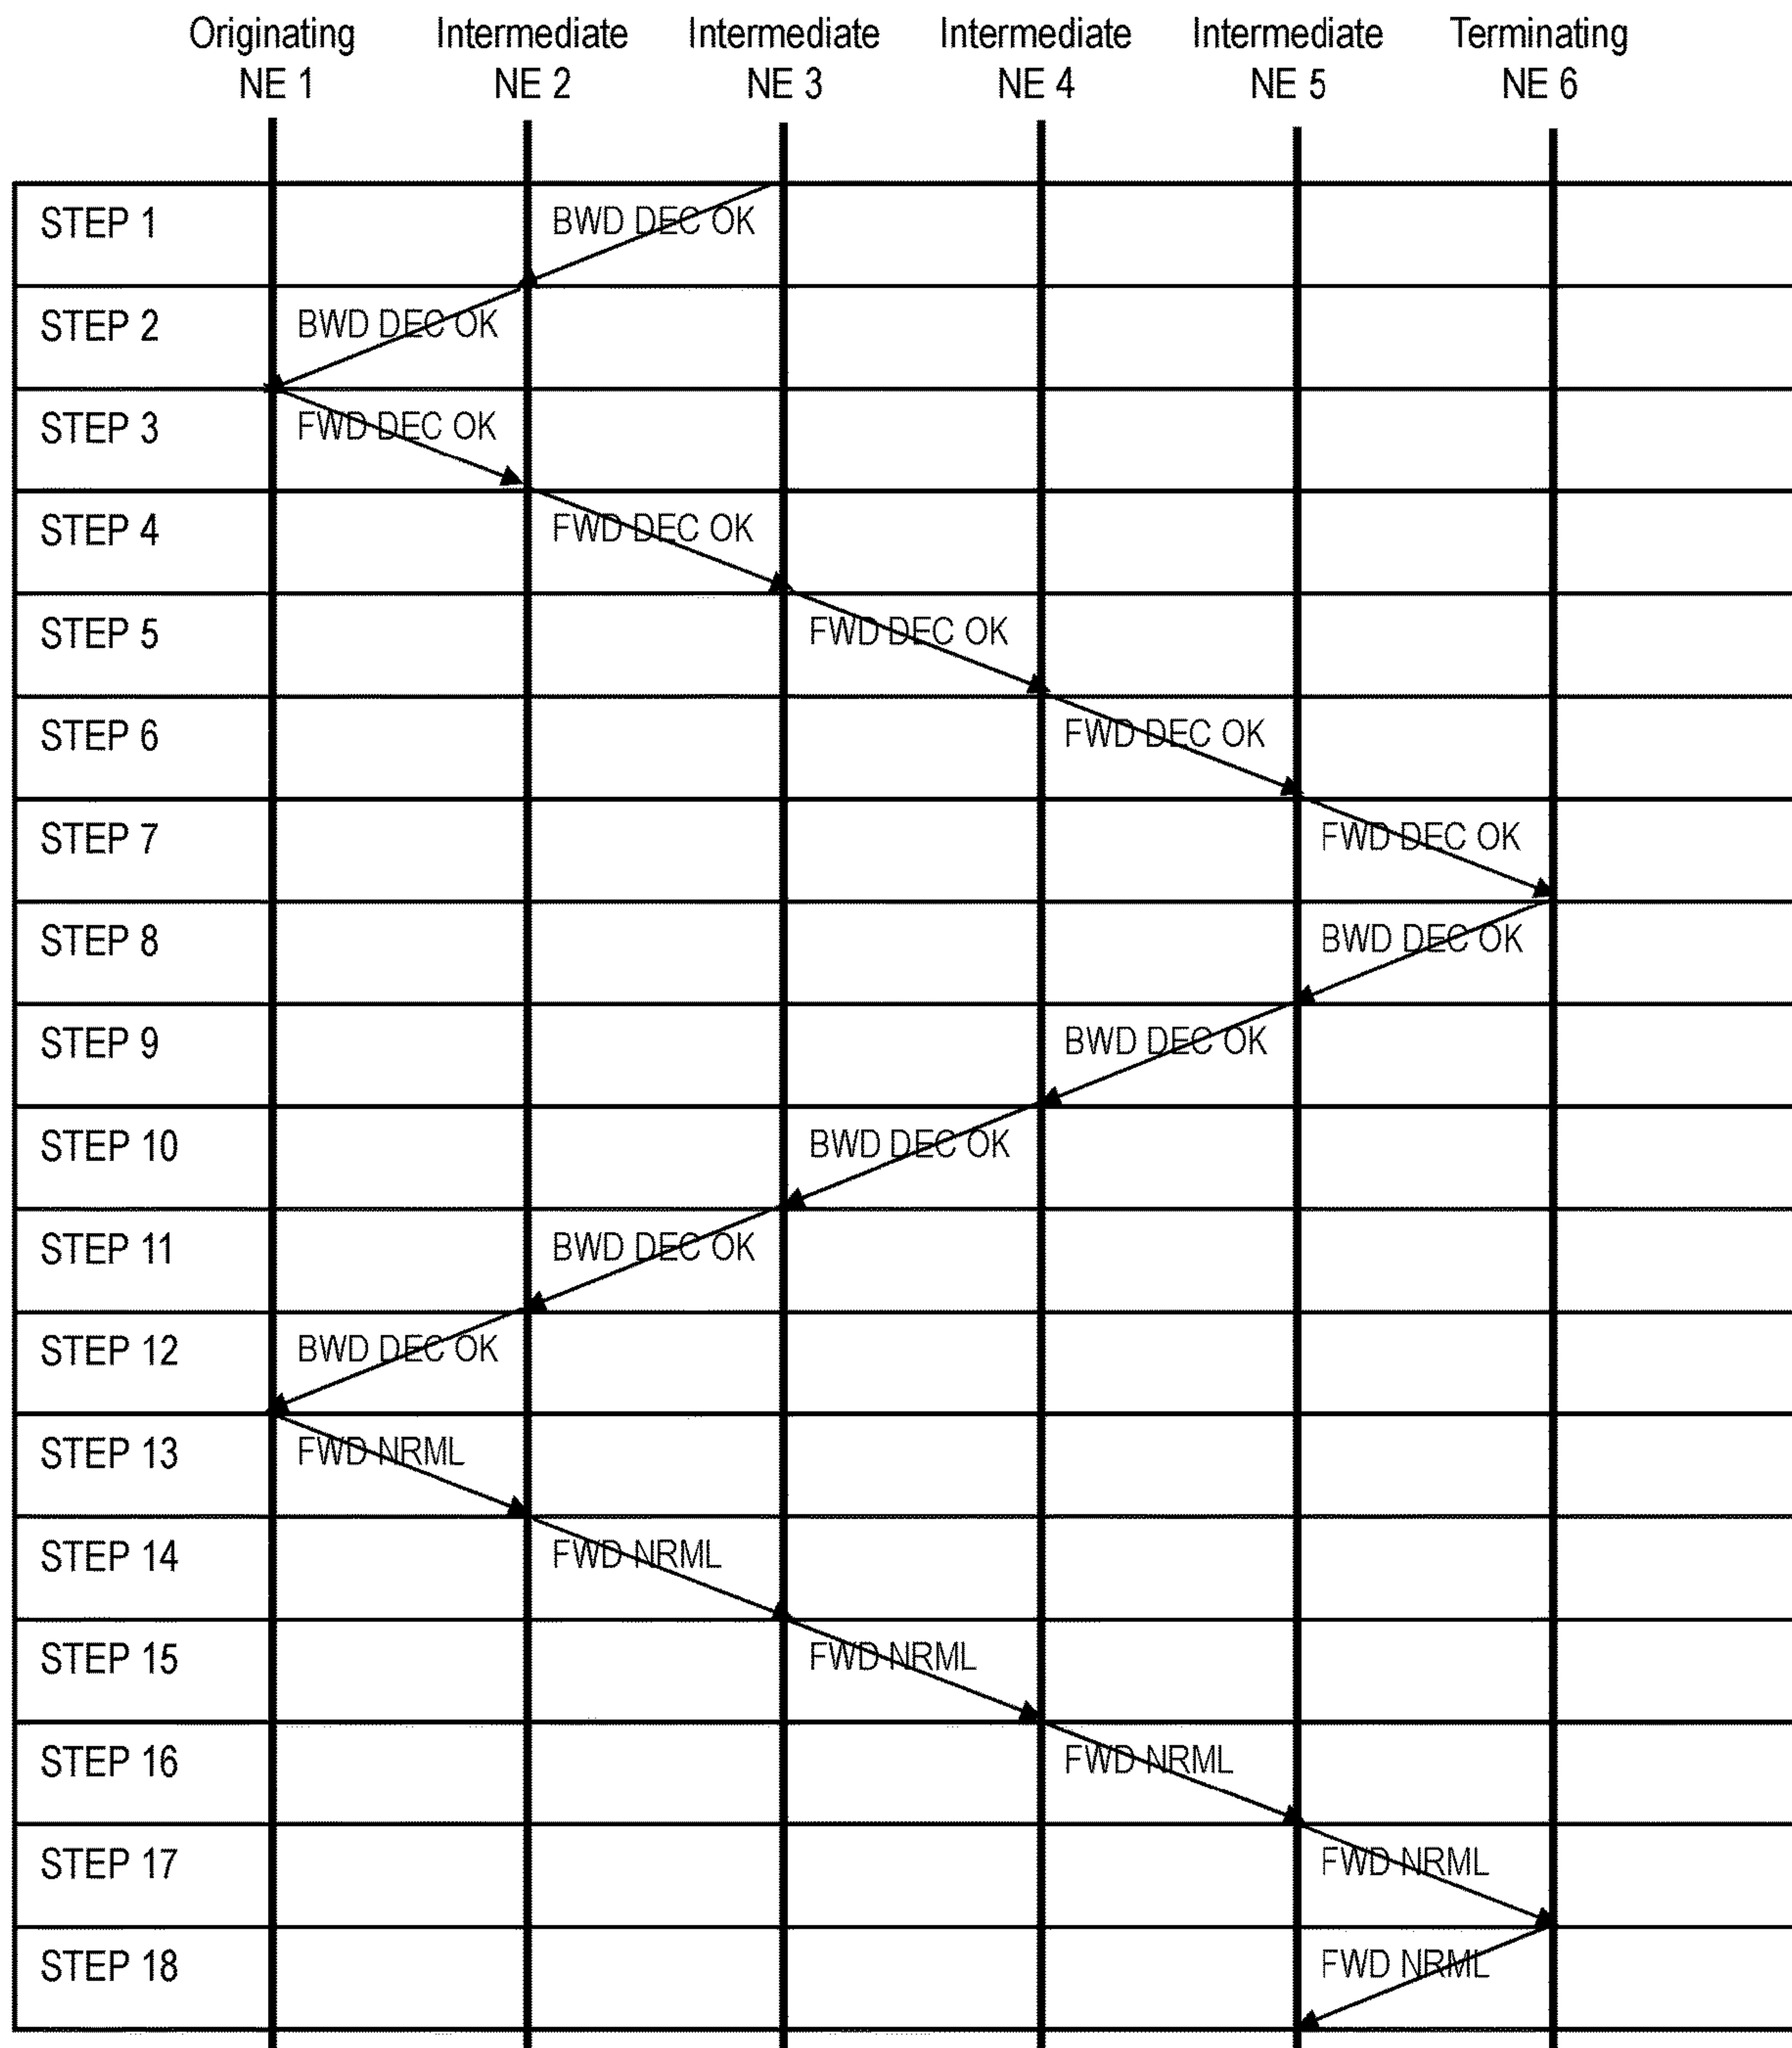 Originating Intermediate Intermediate Intermediate Intermediate Terminating
NE 1 NE 2 NE 3 NE 4 NE 5 NE 6
STEP 1 BWD DEC OK
STEP 2 BWD DEC OK
STEP 3 FWD DEC OK
STEP 4 FWD DEC OK
STEP 5 FWD DEC OK
STEP 6 FWD DEC OK
STEP 7 FWD DEC OK
STEP 8 BWD DEC OK
STEP 9 BWD DEC OK
STEP 10 BWD DEC OK
STEP 11 BWD DEC OK
STEP 12 BWD DEC OK
STEP 13 FWD NRML
STEP 14 FWD NRML
STEP 15 FWD NRML
STEP 16 FWD NRML
STEP 17 FWD NRML
STEP 18 FWD NRML